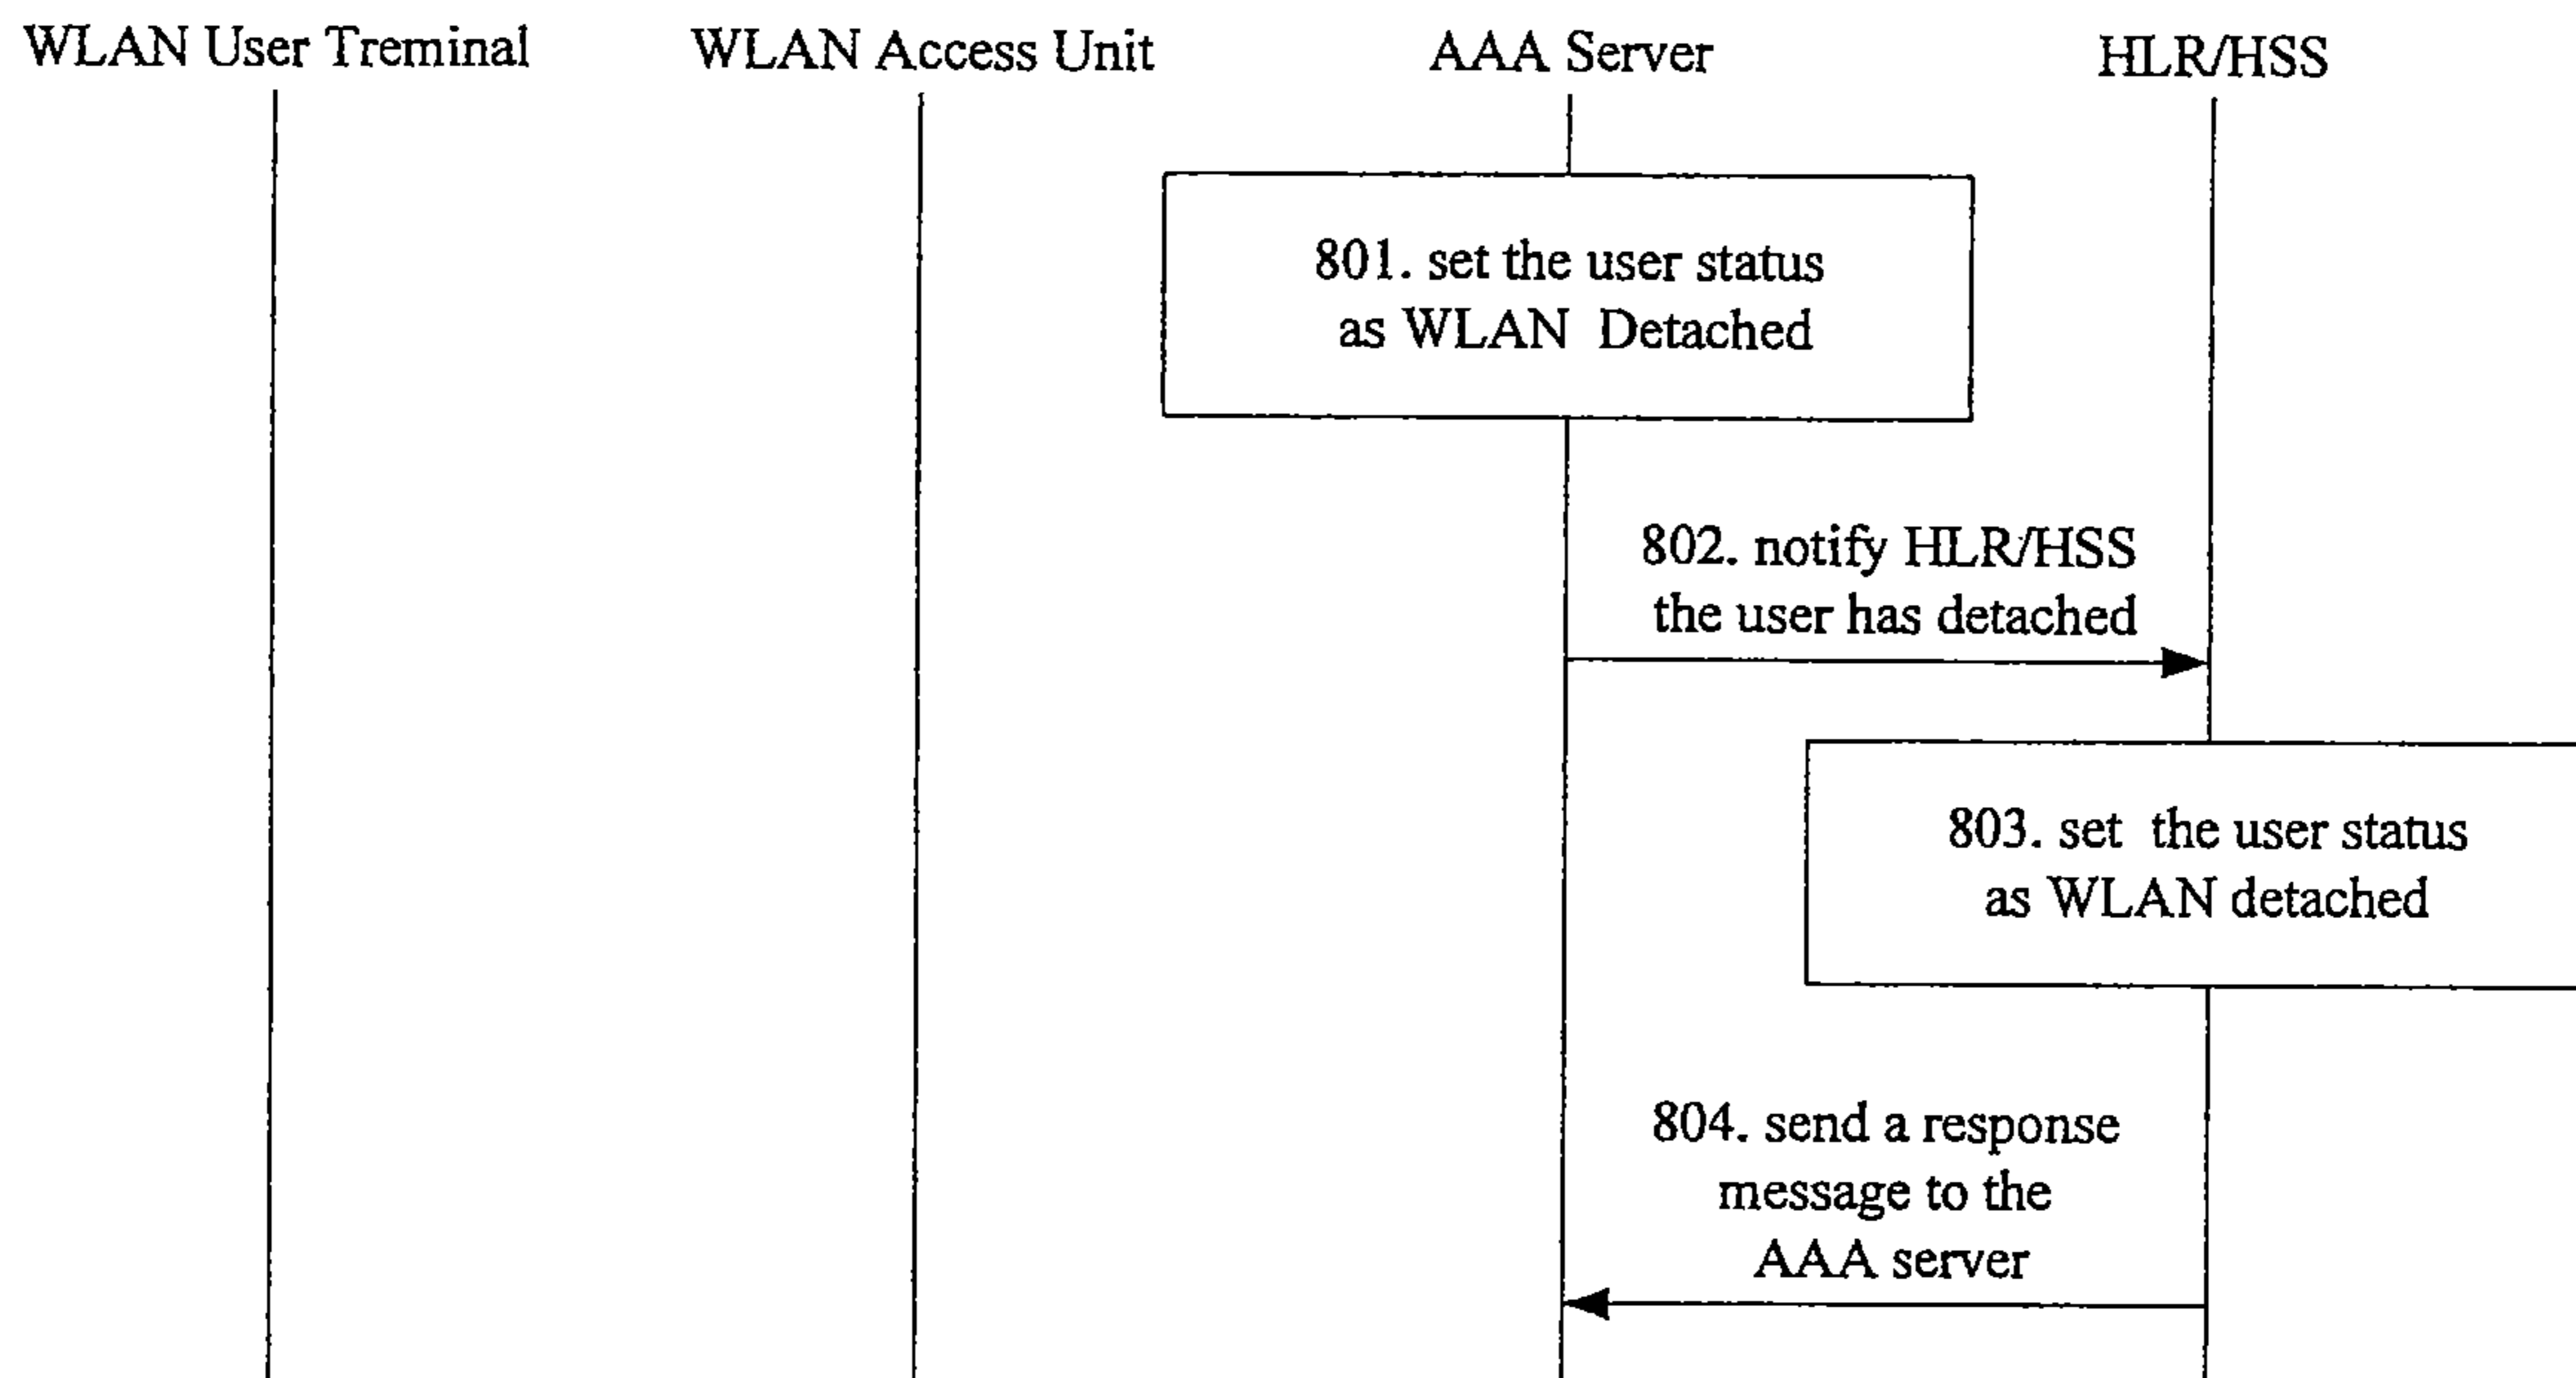 WLAN User Treminal
WLAN Access Unit
AAA Server
HLR/HSS
801. set the user status
as WLAN Detached
802. notify HLR/HSS
the user has detached
803. set the user status
as WLAN detached
804. send a response
message to the
AAA server